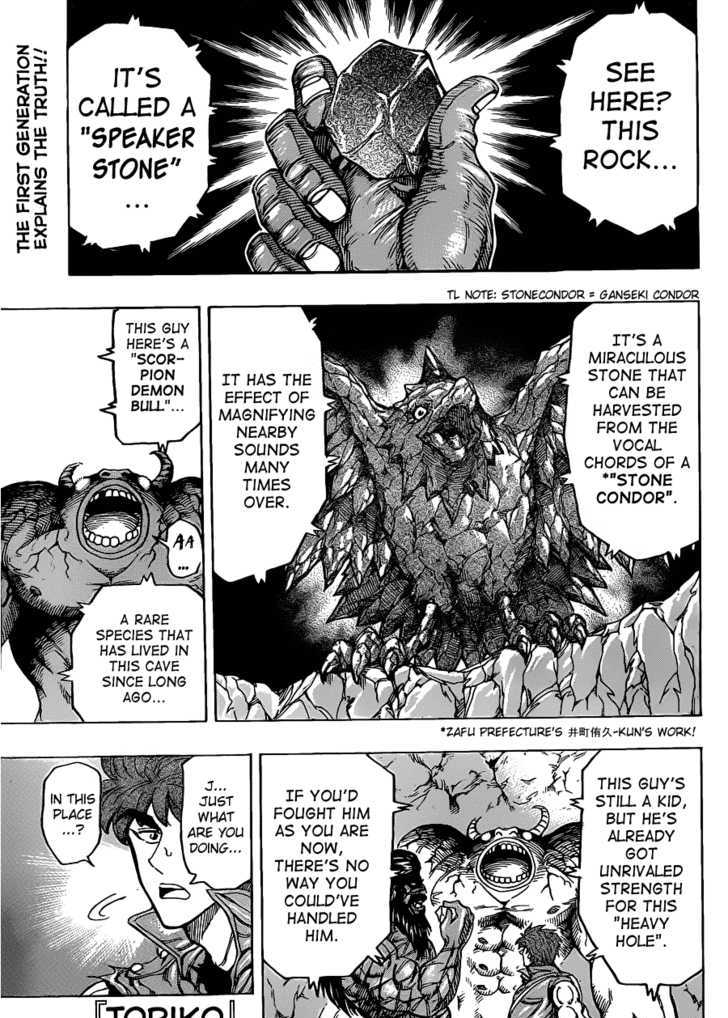 THE FIRST GENERATION
EXPLAINS THE TRUTH!!
SEE
HERE?
THIS
ROCK...
IT'S
CALLED A
"SPEAKER
STONE"
...
TL NOTE: STONECONDOR = GANSEKI CONDOR
IT'S A
MIRACULOUS
STONE THAT
CAN BE
HARVESTED
FROM THE
VOCAL
CHORDS OF A
*"STONE
CONDOR".
IT HAS THE
EFFECT OF
MAGNIFYING
NEARBY
SOUNDS
MANY
TIMES
OVER.
THIS GUY
HERE'S A
"SCOR-
PION
DEMON
BULL"...
AA
...
A RARE
SPECIES THAT
HAS LIVED IN
THIS CAVE
SINCE LONG
AGO...
*ZAFU PREFECTURE'S 井町侑久-KUN'S WORK!
THIS GUY'S
STILL A KID,
BUT HE'S
ALREADY
GOT
UNRIVALED
STRENGTH
FOR THIS
"HEAVY
HOLE".
IF YOU'D
FOUGHT HIM
AS YOU ARE
NOW,
THERE'S NO
WAY YOU
COULD'VE
HANDLED
HIM.
J...
JUST
WHAT
ARE YOU
DOING...
IN THIS
PLACE
...?
『TORIKO』